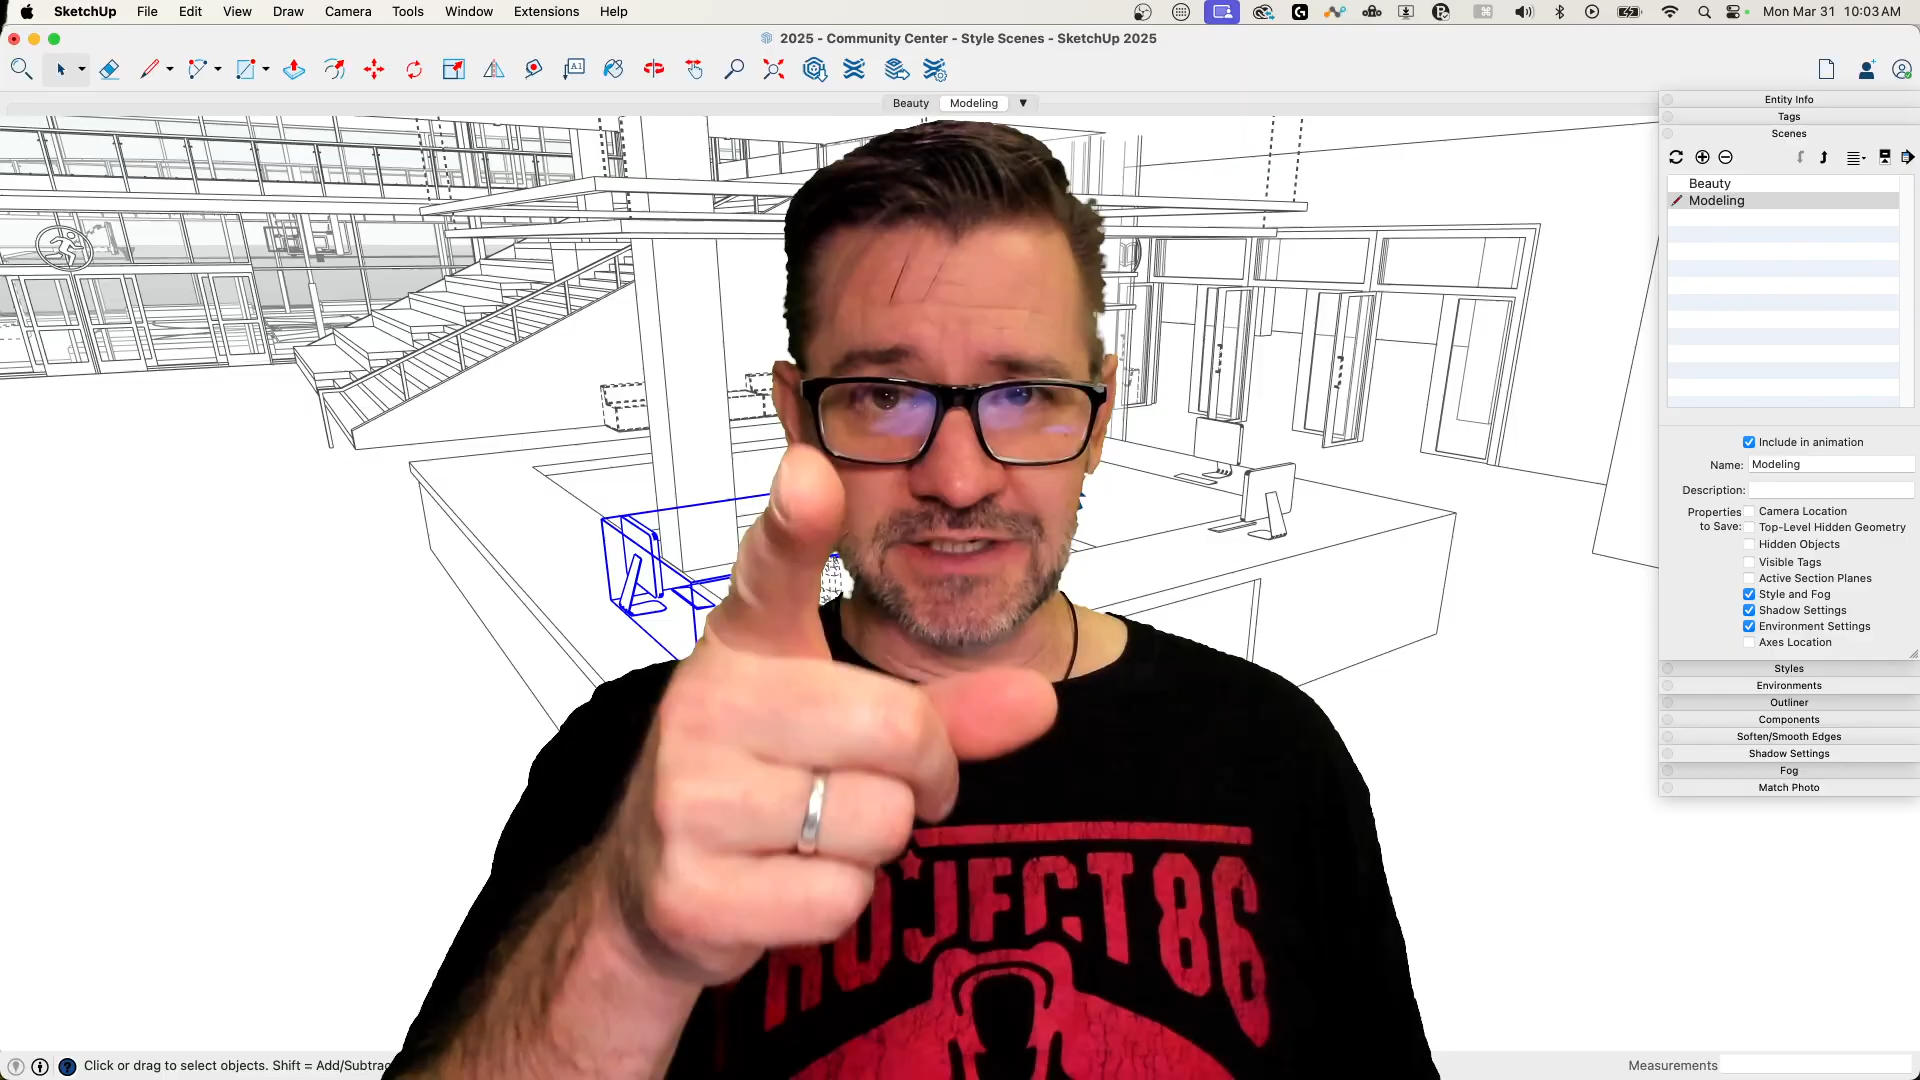 SketchUp File Edit View Draw Camera Tools Window Extensions Help
Mon Mar 31 10:03 AM
2025 - Community Center - Style Scenes - SketchUp 2025
A1
Beauty Modeling
Entity Info
Tags
Scenes
Beauty
Modeling
Include in animation
Name: Modeling
Description:
Properties to Save:
Camera Location
Top-Level Hidden Geometry
Hidden Objects
Visible Tags
Active Section Planes
Style and Fog
Shadow Settings
Environment Settings
Axes Location
Styles
Environments
Outliner
Components
Soften/Smooth Edges
Shadow Settings
Fog
Match Photo
ROJECT 86
Click or drag to select objects. Shift = Add/Subtrac
Measurements